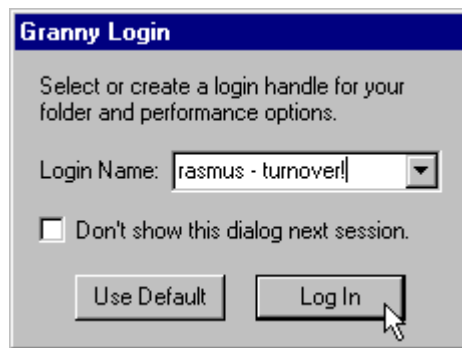 Granny Login
Select or create a login handle for your
folder and performance options.
Login Name: rasmus - turnover!
Don't show this dialog next session.
Use Default Log In